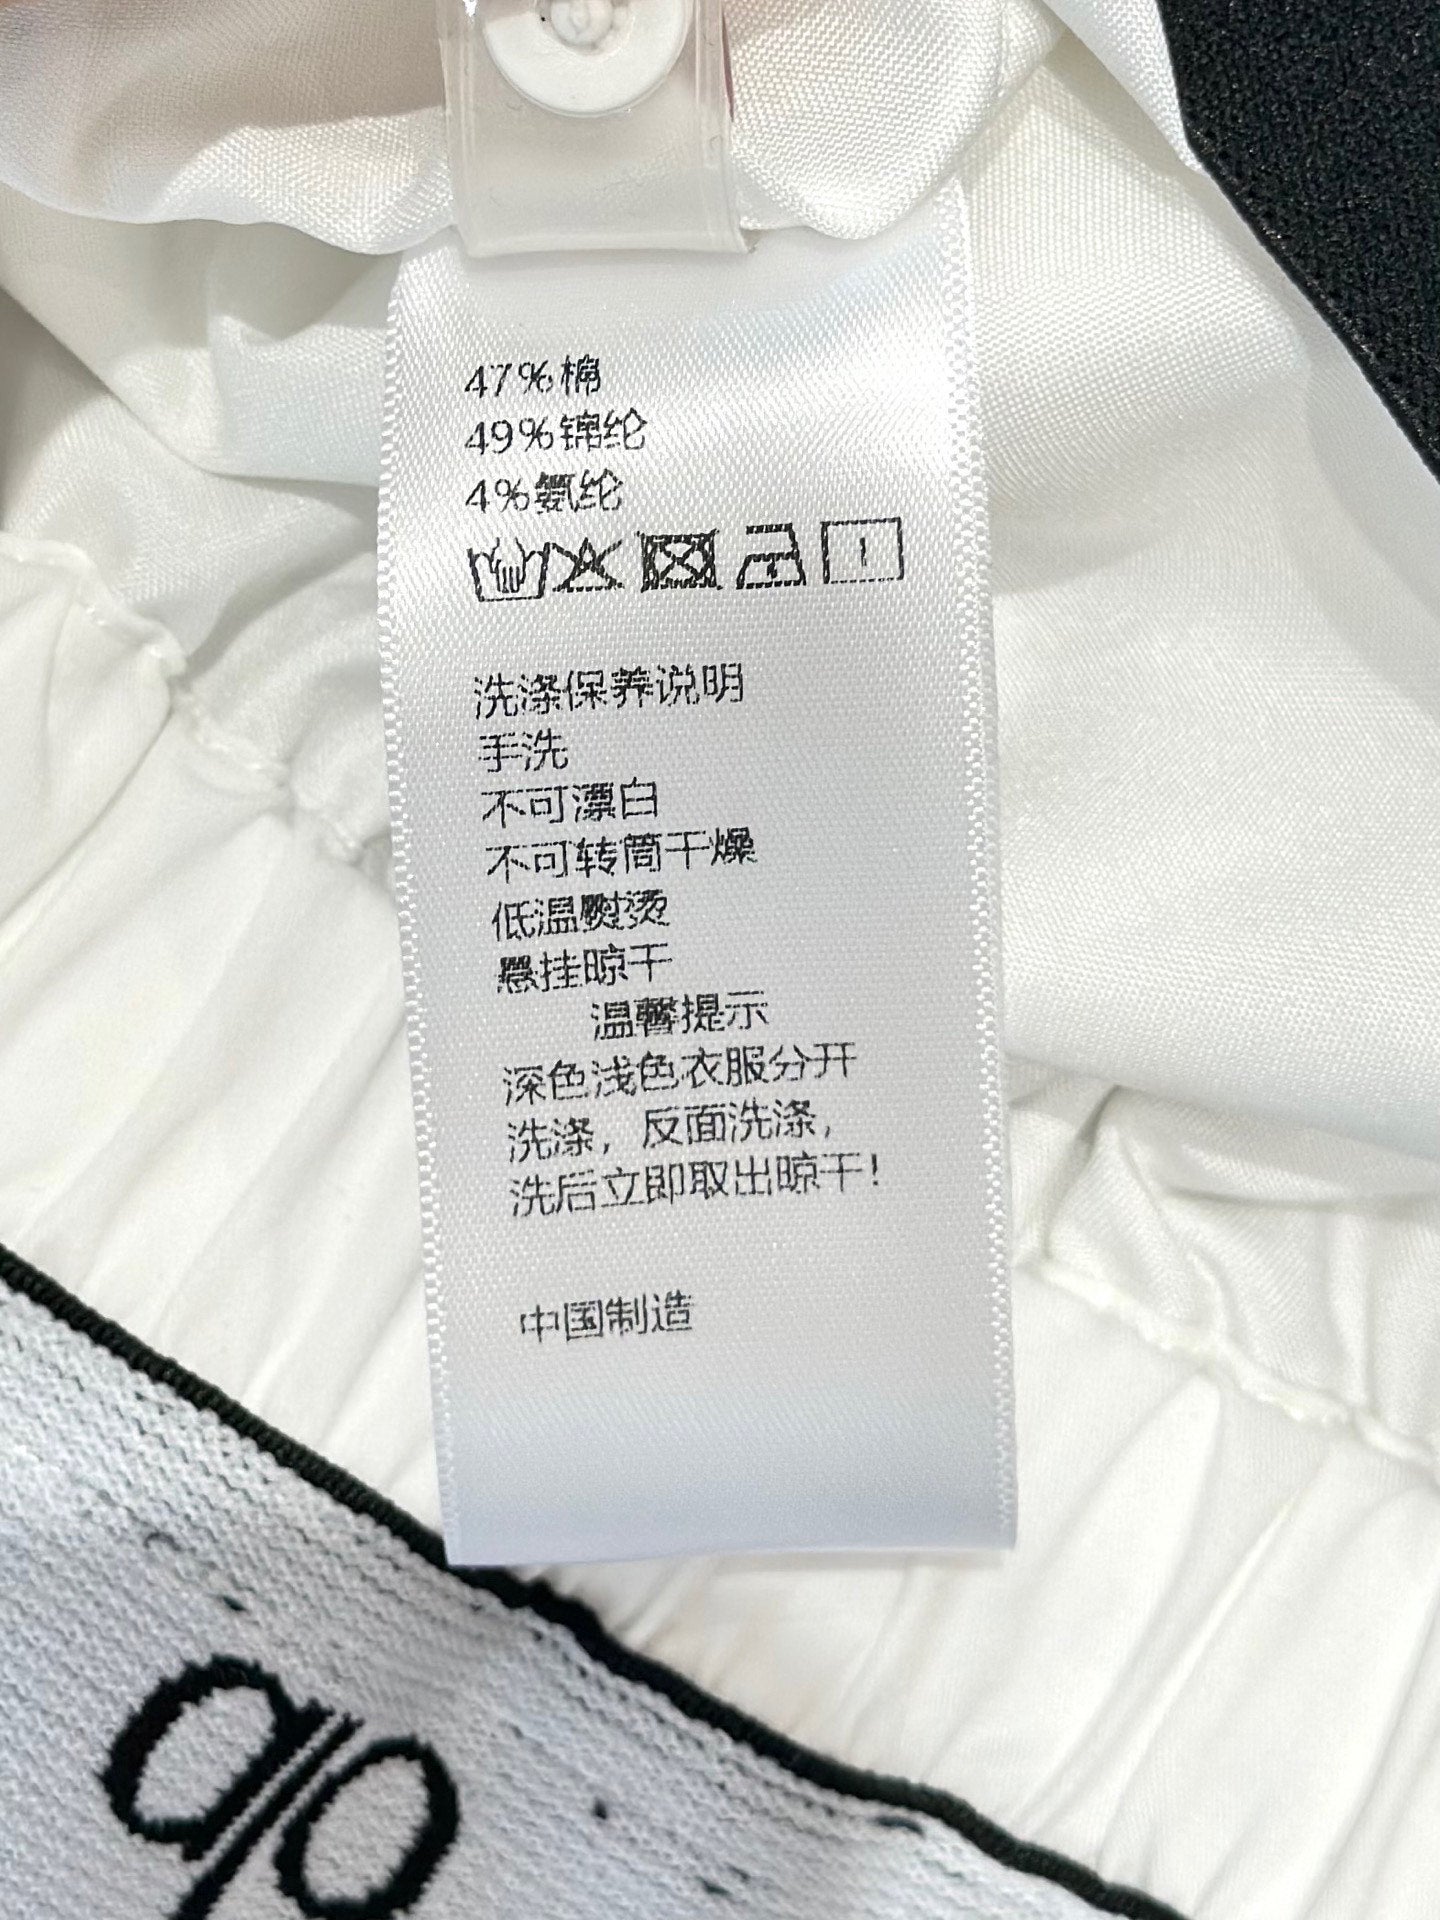 47%棉
49%锦纶
4%氨纶
洗涤保养说明
手洗
不可漂白
不可转筒干燥
低温熨烫
悬挂晾干
温馨提示
深色浅色衣服分开
洗涤，反面洗涤，
洗后立即取出晾干！
中国制造